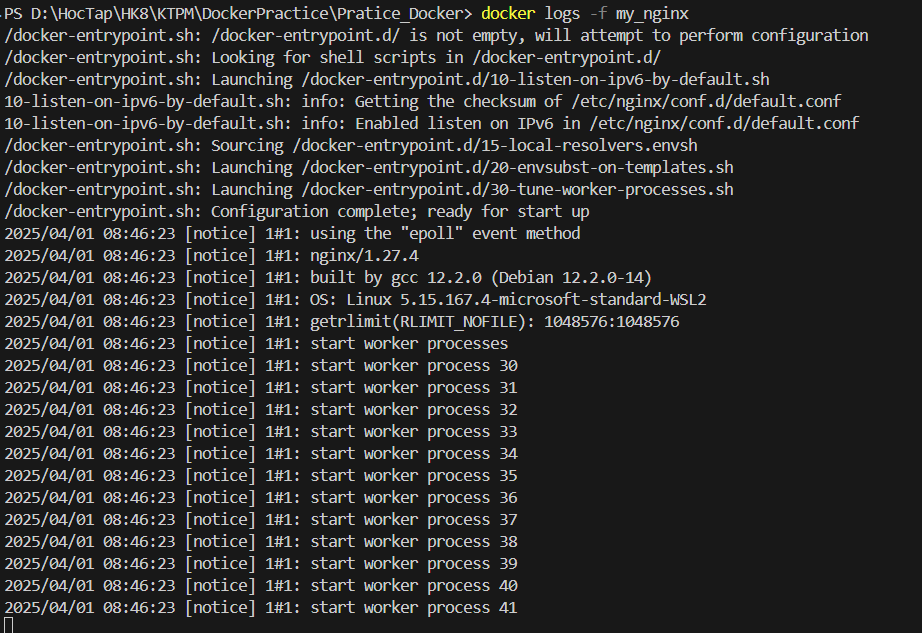 PS D:\HocTap\HK8\KTPM\DockerPractice\Pratice_Docker> docker logs -f my_nginx
/docker-entrypoint.sh: /docker-entrypoint.d/ is not empty, will attempt to perform configuration
/docker-entrypoint.sh: Looking for shell scripts in /docker-entrypoint.d/
/docker-entrypoint.sh: Launching /docker-entrypoint.d/10-listen-on-ipv6-by-default.sh
10-listen-on-ipv6-by-default.sh: info: Getting the checksum of /etc/nginx/conf.d/default.conf
10-listen-on-ipv6-by-default.sh: info: Enabled listen on IPv6 in /etc/nginx/conf.d/default.conf
/docker-entrypoint.sh: Sourcing /docker-entrypoint.d/15-local-resolvers.envsh
/docker-entrypoint.sh: Launching /docker-entrypoint.d/20-envsubst-on-templates.sh
/docker-entrypoint.sh: Launching /docker-entrypoint.d/30-tune-worker-processes.sh
/docker-entrypoint.sh: Configuration complete; ready for start up
2025/04/01 08:46:23 [notice] 1#1: using the "epoll" event method
2025/04/01 08:46:23 [notice] 1#1: nginx/1.27.4
2025/04/01 08:46:23 [notice] 1#1: built by gcc 12.2.0 (Debian 12.2.0-14)
2025/04/01 08:46:23 [notice] 1#1: OS: Linux 5.15.167.4-microsoft-standard-WSL2
2025/04/01 08:46:23 [notice] 1#1: getrlimit(RLIMIT_NOFILE): 1048576:1048576
2025/04/01 08:46:23 [notice] 1#1: start worker processes
2025/04/01 08:46:23 [notice] 1#1: start worker process 30
2025/04/01 08:46:23 [notice] 1#1: start worker process 31
2025/04/01 08:46:23 [notice] 1#1: start worker process 32
2025/04/01 08:46:23 [notice] 1#1: start worker process 33
2025/04/01 08:46:23 [notice] 1#1: start worker process 34
2025/04/01 08:46:23 [notice] 1#1: start worker process 35
2025/04/01 08:46:23 [notice] 1#1: start worker process 36
2025/04/01 08:46:23 [notice] 1#1: start worker process 37
2025/04/01 08:46:23 [notice] 1#1: start worker process 38
2025/04/01 08:46:23 [notice] 1#1: start worker process 39
2025/04/01 08:46:23 [notice] 1#1: start worker process 40
2025/04/01 08:46:23 [notice] 1#1: start worker process 41